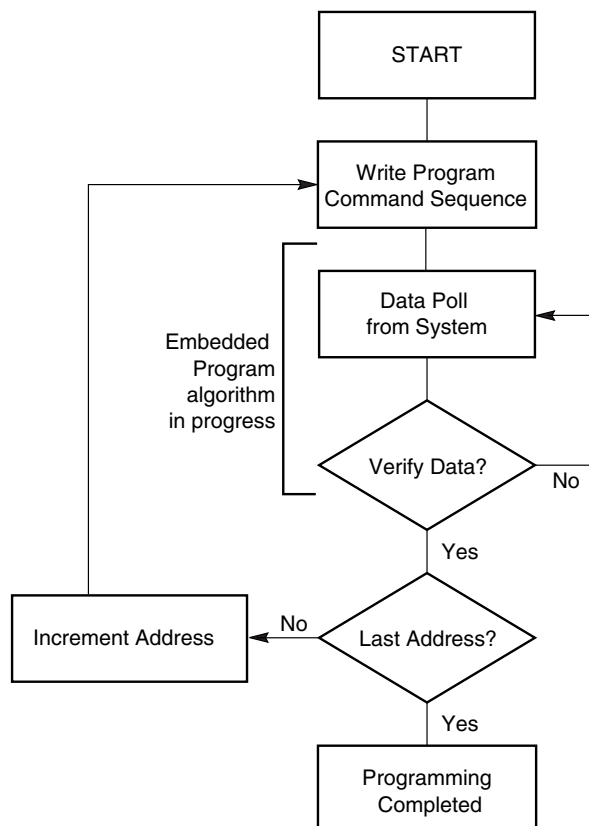 START
Write Program
Command Sequence
Data Poll
from System
Embedded
Program
algorithm
in progress
Verify Data?
No
Yes
Last Address?
No
Increment Address
Yes
Programming
Completed